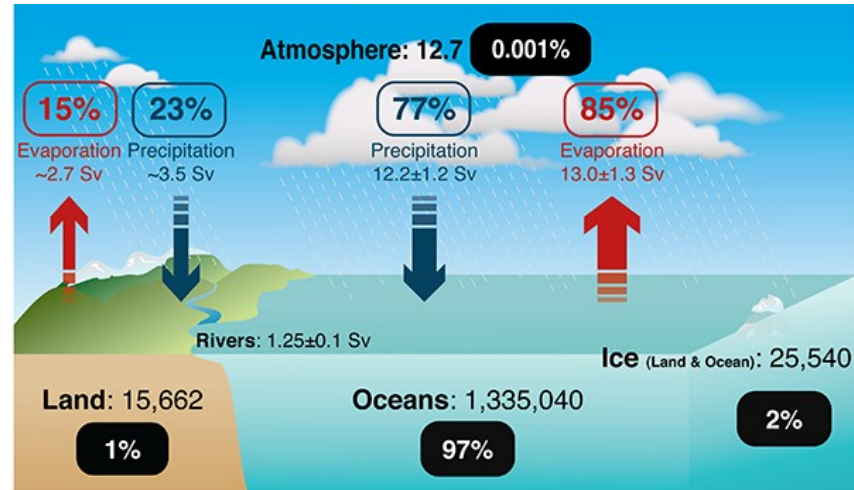 Atmosphere: 12.7 0.001%
15% 23% 77% 85%
Evaporation Precipitation Precipitation Evaporation
~2.7 Sv ~3.5 Sv 12.2±1.2 Sv 13.0±1.3 Sv
Rivers: 1.25±0.1 Sv
Ice (Land & Ocean): 25,540
Land: 15,662 Oceans: 1,335,040
2%
1% 97%